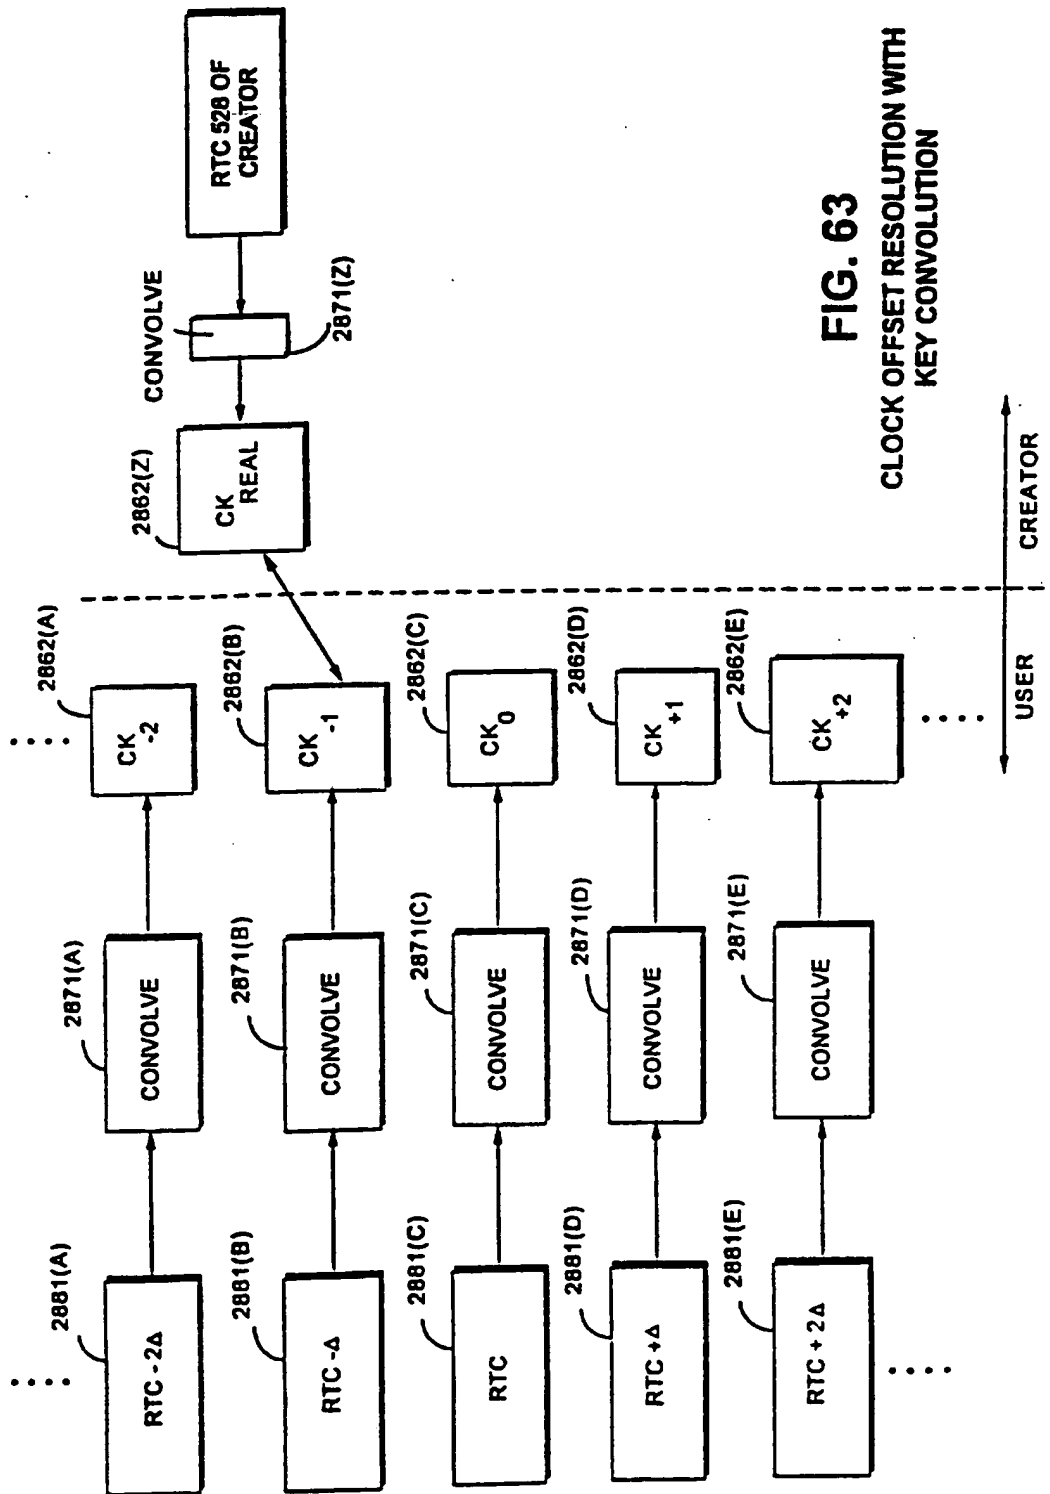 2881(A)
RTC - 2Δ
2871(A)
CONVOLVE
2862(A)
CK -2
2881(B)
RTC -Δ
2871(B)
CONVOLVE
2862(B)
CK -1
2881(C)
RTC
2871(C)
CONVOLVE
2862(C)
CK 0
2881(D)
RTC +Δ
2871(D)
CONVOLVE
2862(D)
CK +1
2881(E)
RTC + 2Δ
2871(E)
CONVOLVE
2862(E)
CK +2
2862(Z)
CK REAL
CONVOLVE
2871(Z)
RTC 528 OF
CREATOR
USER
CREATOR
FIG. 63
CLOCK OFFSET RESOLUTION WITH
KEY CONVOLUTION